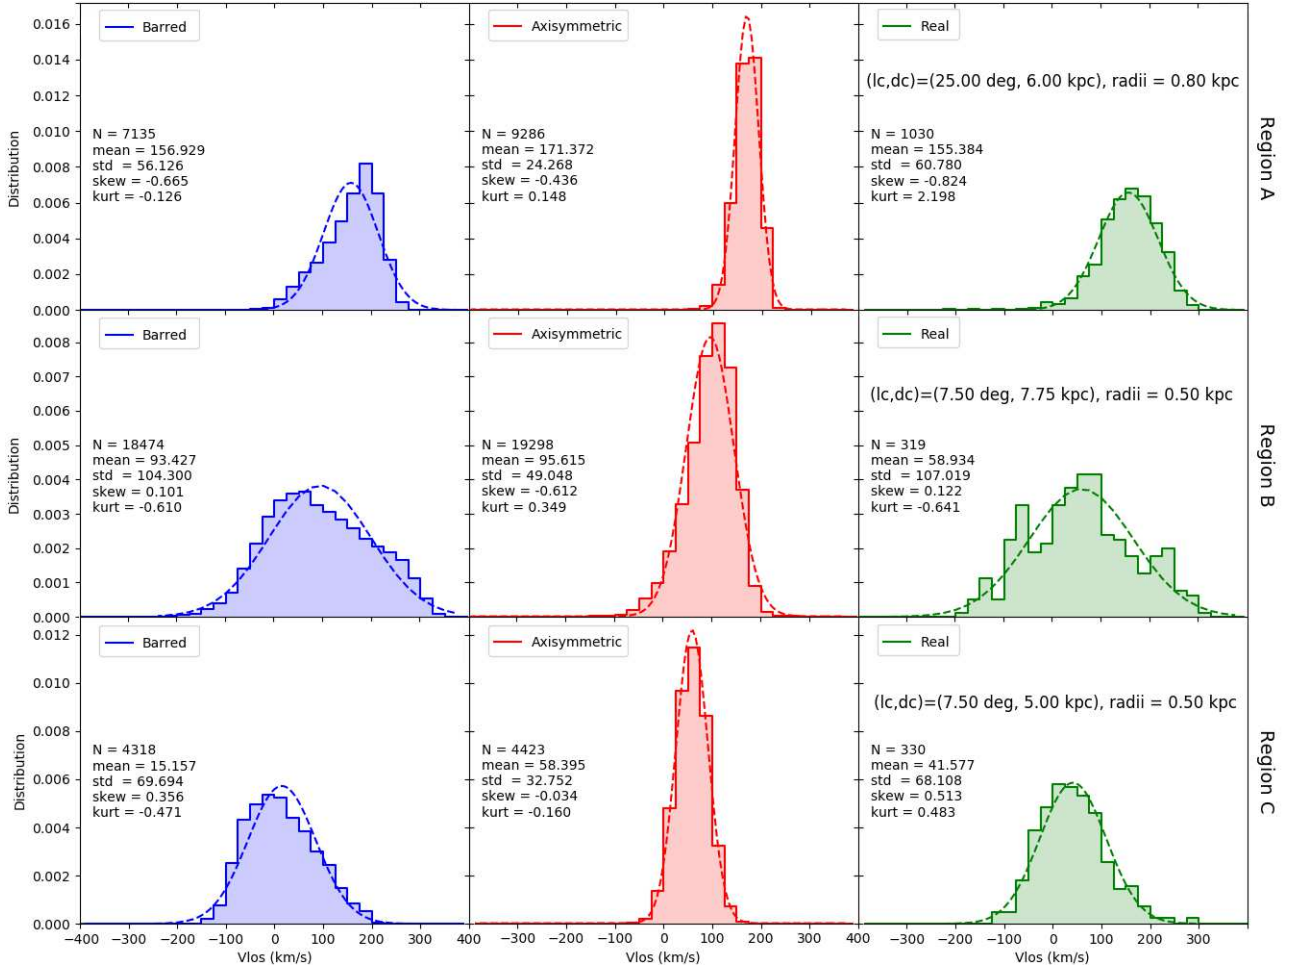 Barred
Axisymmetric
Real
0.016
0.014
0.012
0.010
0.008
0.006
0.004
0.002
0.000
Distribution
N = 7135
mean = 156.929
std = 56.126
skew = -0.665
kurt = -0.126
N = 9286
mean = 171.372
std = 24.268
skew = -0.436
kurt = 0.148
(lc,dc)=(25.00 deg, 6.00 kpc), radii = 0.80 kpc
N = 1030
mean = 155.384
std = 60.780
skew = -0.824
kurt = 2.198
Region A
Barred
Axisymmetric
Real
0.008
0.007
0.006
0.005
0.004
0.003
0.002
0.001
0.000
Distribution
N = 18474
mean = 93.427
std = 104.300
skew = 0.101
kurt = -0.610
N = 19298
mean = 95.615
std = 49.048
skew = -0.612
kurt = 0.349
(lc,dc)=(7.50 deg, 7.75 kpc), radii = 0.50 kpc
N = 319
mean = 58.934
std = 107.019
skew = 0.122
kurt = -0.641
Region B
Barred
Axisymmetric
Real
0.012
0.010
0.008
0.006
0.004
0.002
0.000
Distribution
N = 4318
mean = 15.157
std = 69.694
skew = 0.356
kurt = -0.471
N = 4423
mean = 58.395
std = 32.752
skew = -0.034
kurt = -0.160
(lc,dc)=(7.50 deg, 5.00 kpc), radii = 0.50 kpc
N = 330
mean = 41.577
std = 68.108
skew = 0.513
kurt = 0.483
Region C
−400 −300 −200 −100 0 100 200 300 400
−300 −200 −100 0 100 200 300 400
−300 −200 −100 0 100 200 300
Vlos (km/s)
Vlos (km/s)
Vlos (km/s)